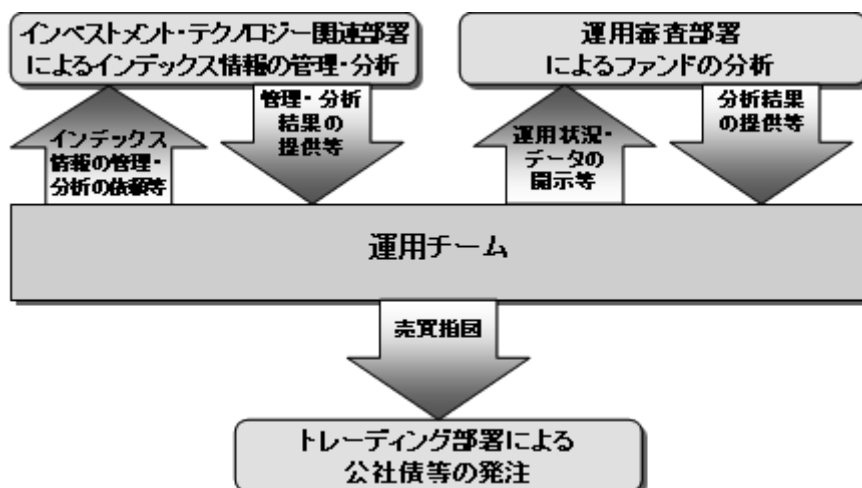 インベストメント・テクノロジー関連部署
によるインデックス情報の管理・分析
運用審査部署
によるファンドの分析
インデックス
情報の管理・
分析の依頼等
管理・分析
結果の
提供等
運用状況・
データの
開示等
分析結果
の提供等
運用チーム
売買指図
トレーディング部署による
公社債等の発注